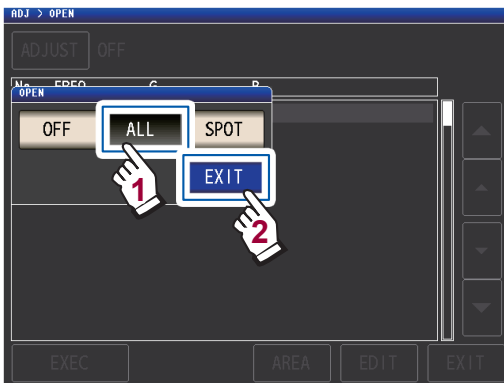 ADJ > OPEN
ADJUST OFF
No. FREQ G B
OPEN
OFF ALL SPOT
EXIT
1
2
EXEC AREA EDIT EXIT